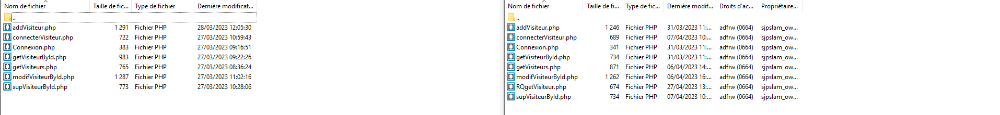 Nom de fichier Taille de fic... Type de fichier Dernière modificat...
..
addVisiteur.php 1 291 Fichier PHP 28/03/2023 12:05:30
connecterVisiteur.php 722 Fichier PHP 27/03/2023 10:59:43
Connexion.php 383 Fichier PHP 27/03/2023 09:16:51
getVisiteurById.php 983 Fichier PHP 27/03/2023 09:22:26
getVisiteurs.php 765 Fichier PHP 27/03/2023 08:36:24
modifVisiteurById.php 1 287 Fichier PHP 27/03/2023 11:02:16
supVisiteurById.php 773 Fichier PHP 27/03/2023 10:28:06
Nom de fichier Taille de fi... Type de fic... Dernière modif... Droits d'ac... Propriétaire...
..
addVisiteur.php 1 246 Fichier PHP 31/03/2023 11:... adfrw (0664) sjpslam_ow...
connecterVisiteur.php 689 Fichier PHP 07/04/2023 10:... adfrw (0664) sjpslam_ow...
Connexion.php 341 Fichier PHP 31/03/2023 11:... adfrw (0664) sjpslam_ow...
getVisiteurById.php 734 Fichier PHP 31/03/2023 11:... adfrw (0664) sjpslam_ow...
getVisiteurs.php 871 Fichier PHP 06/04/2023 14:... adfrw (0664) sjpslam_ow...
modifVisiteurById.php 1 262 Fichier PHP 06/04/2023 16:... adfrw (0664) sjpslam_ow...
RQgetVisiteur.php 674 Fichier PHP 27/04/2023 13:... adfrw (0664) sjpslam_ow...
supVisiteurById.php 734 Fichier PHP 07/04/2023 10:... adfrw (0664) sjpslam_ow...